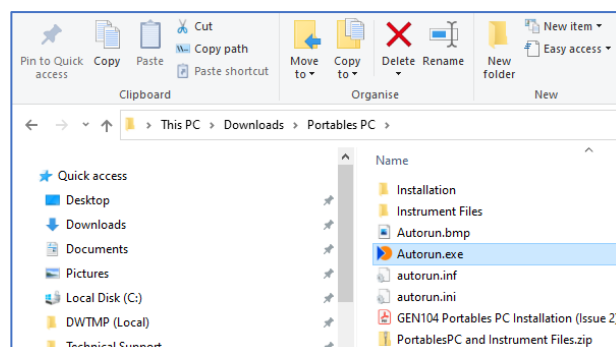 Pin to Quick access
Copy
Paste
Cut
Copy path
Paste shortcut
Clipboard
Move to
Copy to
Delete
Rename
Organise
New folder
New item
Easy access
New
This PC > Downloads > Portables PC >
Quick access
Desktop
Downloads
Documents
Pictures
Local Disk (C:)
DWTMP (Local)
Technical Support
Name
Installation
Instrument Files
Autorun.bmp
Autorun.exe
autorun.inf
autorun.ini
GEN104 Portables PC Installation (Issue 2)
PortablesPC and Instrument Files.zip